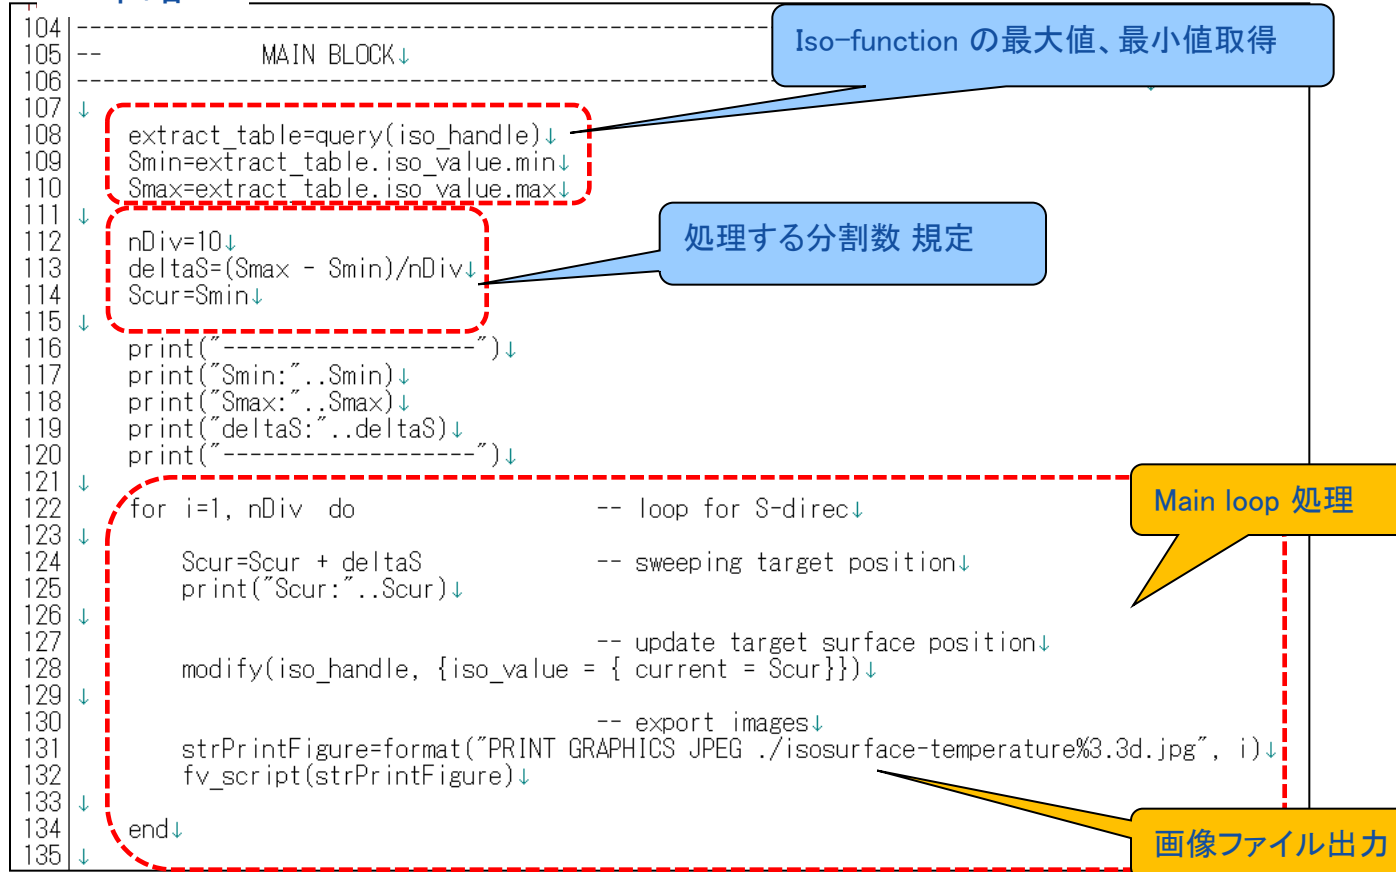 104 ----------------------------------------
105 --            MAIN BLOCK↓
106 ----------------------------------------
Iso-function の最大値、最小値取得
107 ↓
108 extract_table=query(iso_handle)↓
109 Smin=extract_table.iso_value.min↓
110 Smax=extract_table.iso_value.max↓
111 ↓
処理する分割数 規定
112 nDiv=10↓
113 deltaS=(Smax - Smin)/nDiv↓
114 Scur=Smin↓
115 ↓
116 print("-------------------")↓
117 print("Smin:"..Smin)↓
118 print("Smax:"..Smax)↓
119 print("deltaS:"..deltaS)↓
120 print("-------------------")↓
121 ↓
Main loop 処理
122 for i=1, nDiv  do                  -- loop for S-direc↓
123 ↓
124     Scur=Scur + deltaS             -- sweeping target position↓
125     print("Scur:"..Scur)↓
126 ↓
127                                    -- update target surface position↓
128     modify(iso_handle, {iso_value = { current = Scur}})↓
129 ↓
130                                    -- export images↓
131     strPrintFigure=format("PRINT GRAPHICS JPEG ./isosurface-temperature%3.3d.jpg", i)↓
132     fv_script(strPrintFigure)↓
133 ↓
134 end↓
135 ↓
画像ファイル出力